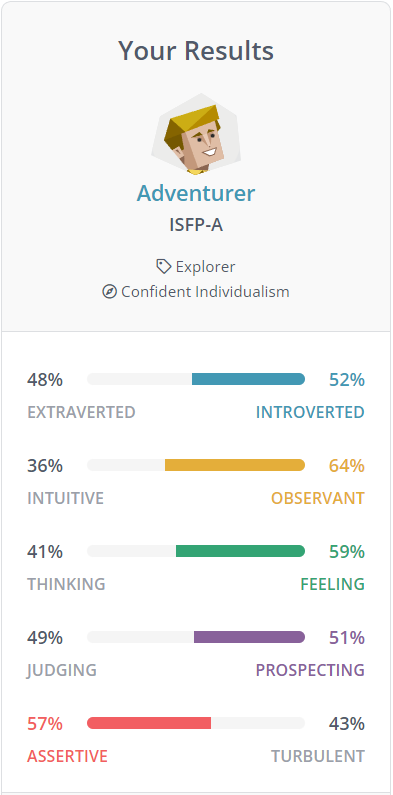 Your Results
Adventurer
ISFP-A
Explorer
Confident Individualism
48% 52%
EXTRAVERTED INTROVERTED
36% 64%
INTUITIVE OBSERVANT
41% 59%
THINKING FEELING
49% 51%
JUDGING PROSPECTING
57% 43%
ASSERTIVE TURBULENT